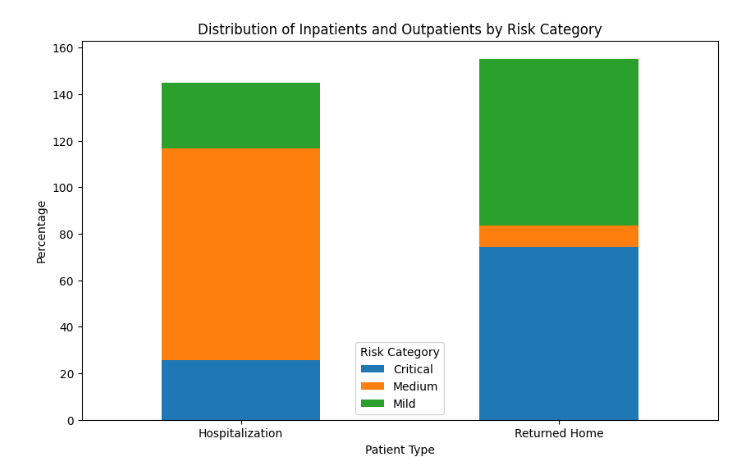 Distribution of Inpatients and Outpatients by Risk Category
160
140
120
100
80
60
40
20
0
Percentage
Risk Category
Critical
Medium
Mild
Hospitalization
Returned Home
Patient Type